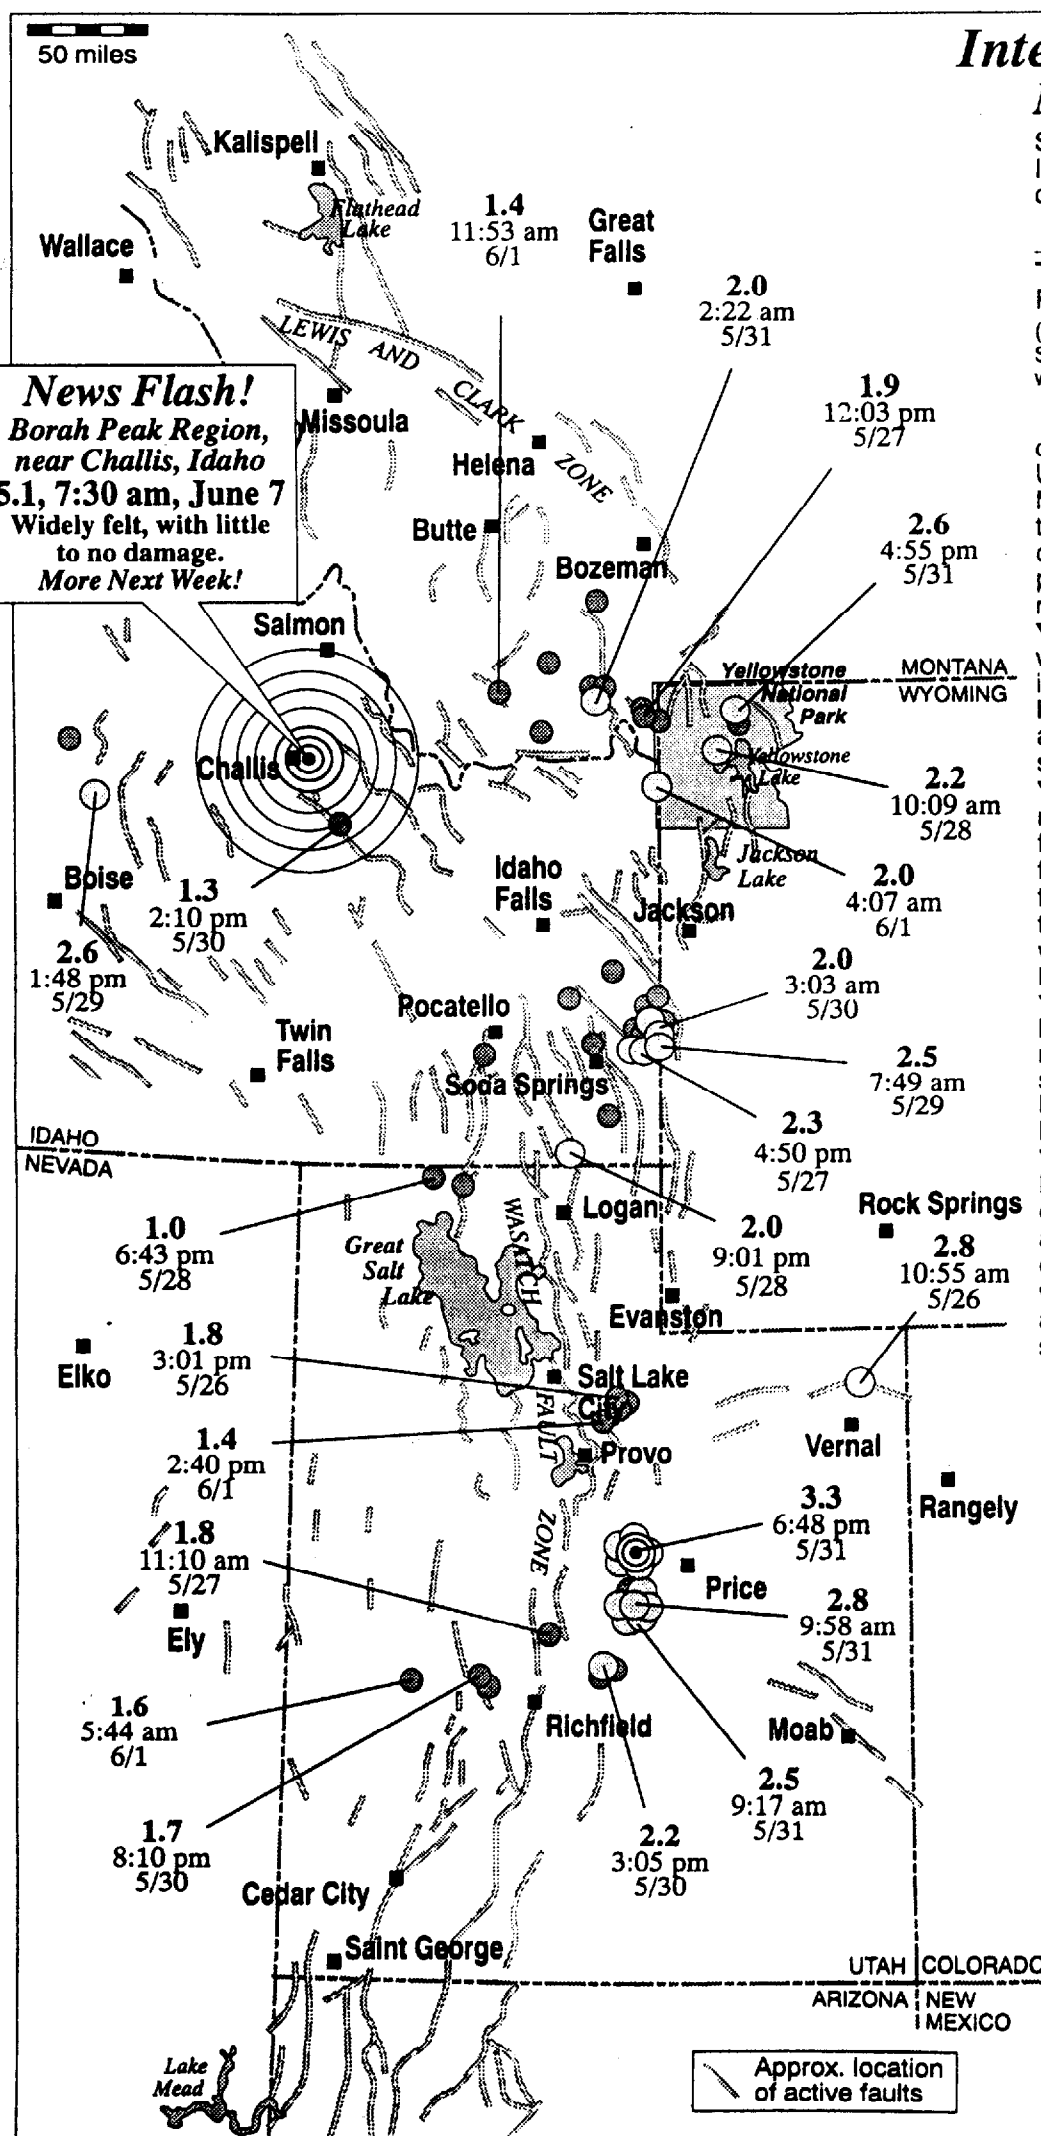 50 miles
Kalispell
Flathead
Lake
Wallace
1.4
11:53 am
6/1
Great
Falls
2.0
2:22 am
5/31
LEWIS AND CLARK ZONE
1.9
12:03 pm
5/27
News Flash!
Borah Peak Region,
near Challis, Idaho
5.1, 7:30 am, June 7
Widely felt, with little
to no damage.
More Next Week!
Missoula
Helena
Butte
Bozeman
2.6
4:55 pm
5/31
Salmon
Yellowstone
National
Park
MONTANA
WYOMING
Challis
Yellowstone
Lake
2.2
10:09 am
5/28
Jackson
Lake
Boise
1.3
2:10 pm
5/30
Idaho
Falls
Jackson
2.0
4:07 am
6/1
2.6
1:48 pm
5/29
2.0
3:03 am
5/30
Pocatello
Twin
Falls
Soda Springs
2.5
7:49 am
5/29
2.3
4:50 pm
5/27
IDAHO
NEVADA
Logan
Rock Springs
1.0
6:43 pm
5/28
Great
Salt
Lake
WASATCH FAULT ZONE
2.0
9:01 pm
5/28
2.8
10:55 am
5/26
Evanston
Elko
1.8
3:01 pm
5/26
Salt Lake
City
Vernal
1.4
2:40 pm
6/1
Provo
Rangely
3.3
6:48 pm
5/31
1.8
11:10 am
5/27
Price
Ely
2.8
9:58 am
5/31
1.6
5:44 am
6/1
Richfield
Moab
2.5
9:17 am
5/31
1.7
8:10 pm
5/30
2.2
3:05 pm
5/30
Cedar City
Saint George
UTAH
COLORADO
ARIZONA
NEW
MEXICO
Lake
Mead
Approx. location
of active faults